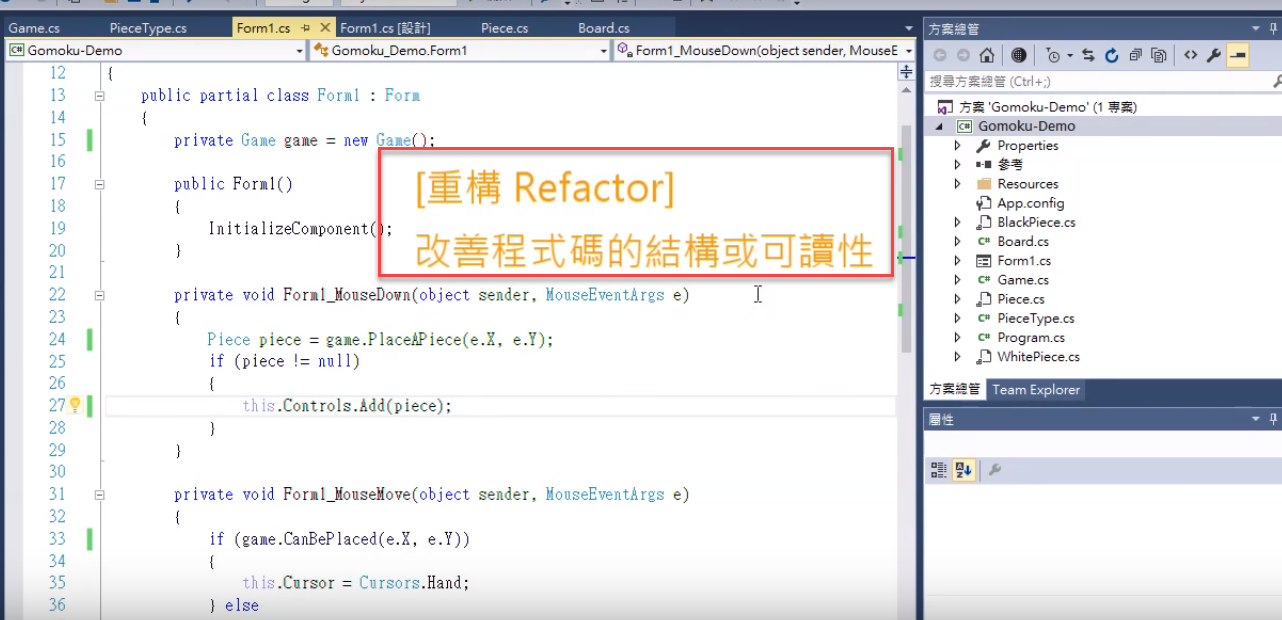 Game.cs PieceType.cs Form1.cs Form1.cs [設計] Piece.cs Board.cs
C# Gomoku-Demo Gomoku_Demo.Form1 Form1_MouseDown(object sender, MouseE
12 {
13 public partial class Form1 : Form
14 {
15 private Game game = new Game();
16
17 public Form1()
18 {
19 InitializeComponent();
20 }
21
22 private void Form1_MouseDown(object sender, MouseEventArgs e)
23 {
24 Piece piece = game.PlaceAPiece(e.X, e.Y);
25 if (piece != null)
26 {
27 this.Controls.Add(piece);
28 }
29 }
30
31 private void Form1_MouseMove(object sender, MouseEventArgs e)
32 {
33 if (game.CanBePlaced(e.X, e.Y))
34 {
35 this.Cursor = Cursors.Hand;
36 } else
[重構 Refactor]
改善程式碼的結構或可讀性
方案總管
搜尋方案總管 (Ctrl+;)
方案 'Gomoku-Demo' (1 專案)
C# Gomoku-Demo
Properties
參考
Resources
App.config
BlackPiece.cs
C# Board.cs
Form1.cs
C# Game.cs
Piece.cs
C# PieceType.cs
C# Program.cs
WhitePiece.cs
方案總管 Team Explorer
屬性